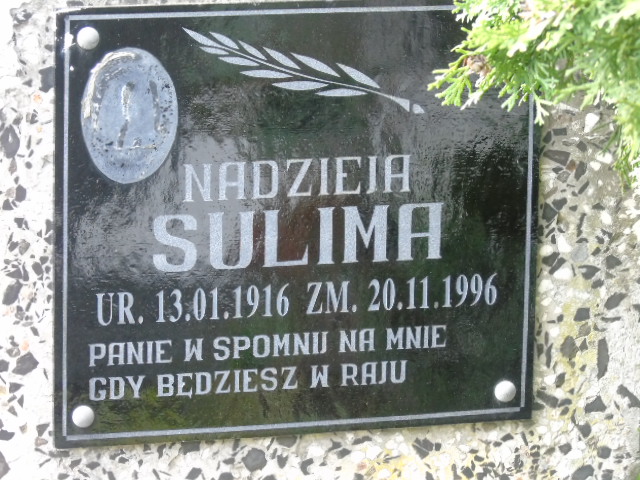 NADZIEJA
SULIMA
UR. 13.01.1916 ZM. 20.11.1996
PANIE W SPOMNIJ NA MNIE
GDY BĘDZIESZ W RAJU